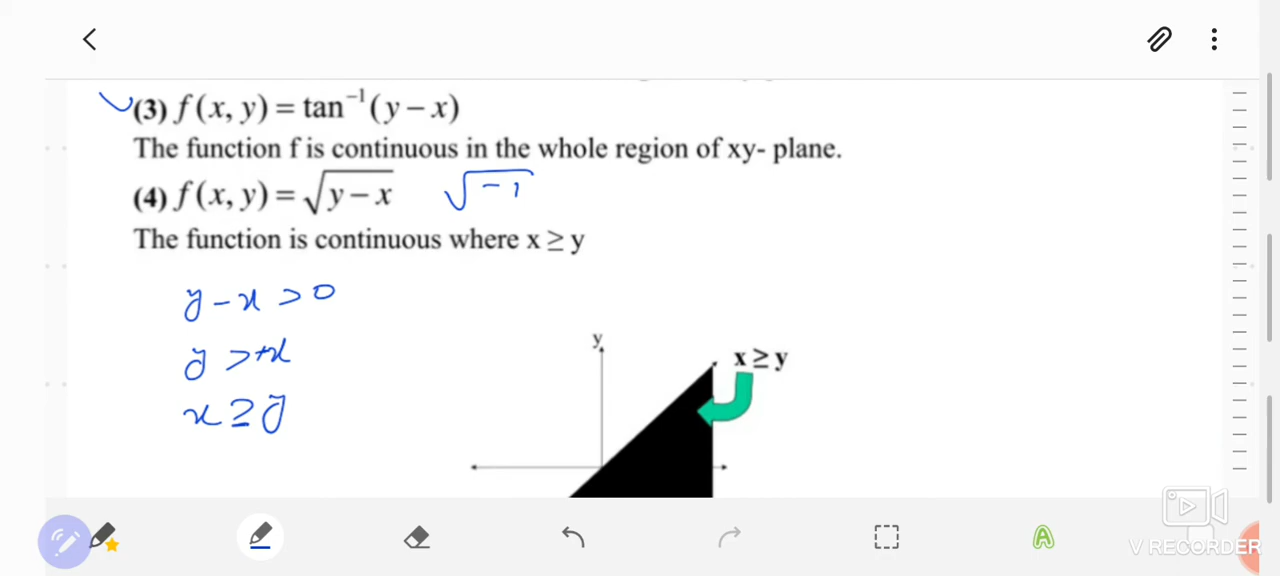 (3) f(x, y) = tan⁻¹(y − x)
The function f is continuous in the whole region of xy- plane.
(4) f(x, y) = √(y − x) √−1
The function is continuous where x ≥ y
y − x > 0
y > +x
x ≥ y
y
x ≥ y
A
V RECORDER